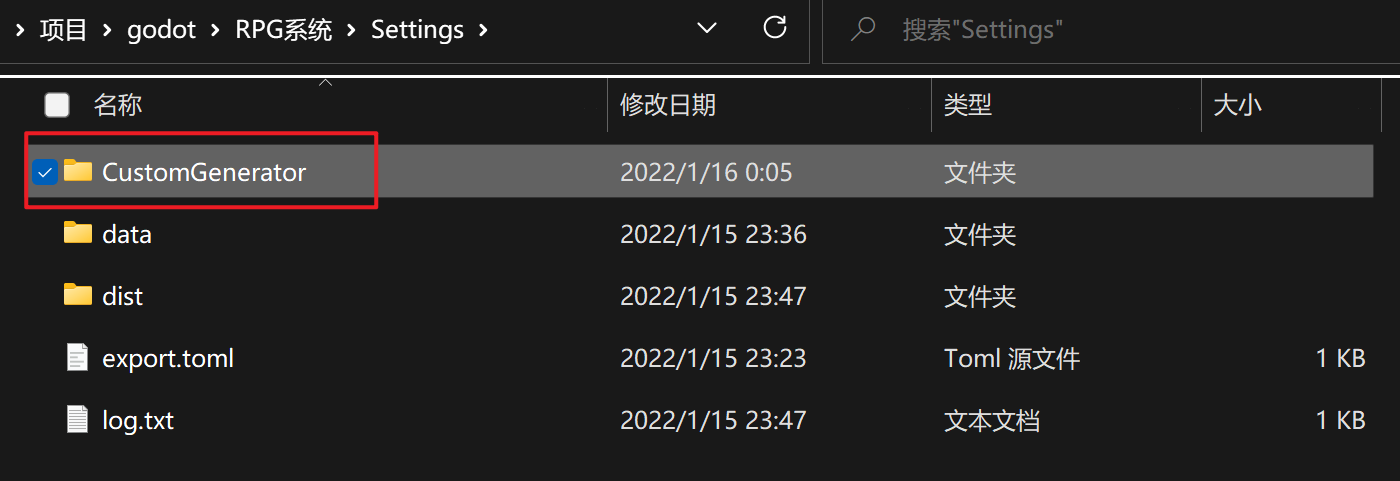 项目 > godot > RPG系统 > Settings > 搜索"Settings"
名称 修改日期 类型 大小
CustomGenerator 2022/1/16 0:05 文件夹
data 2022/1/15 23:36 文件夹
dist 2022/1/15 23:47 文件夹
export.toml 2022/1/15 23:23 Toml 源文件 1 KB
log.txt 2022/1/15 23:47 文本文档 1 KB